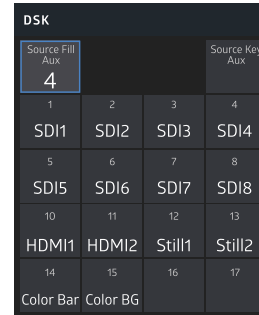 DSK
Source Fill
Aux
4
Source Key
Aux
1 2 3 4
SDI1 SDI2 SDI3 SDI4
5 6 7 8
SDI5 SDI6 SDI7 SDI8
10 11 12 13
HDMI1 HDMI2 Still1 Still2
14 15 16 17
Color Bar Color BG